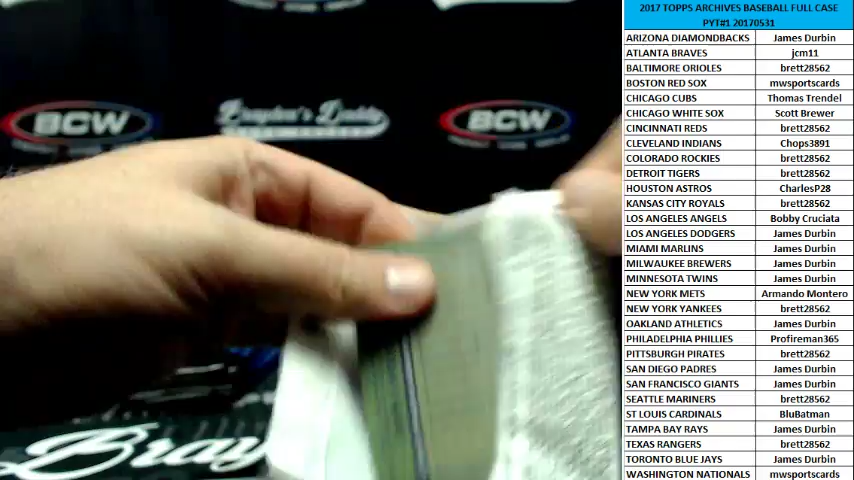 2017 TOPPS ARCHIVES BASEBALL FULL CASE
PYT#1 20170531
ARIZONA DIAMONDBACKS James Durbin
ATLANTA BRAVES jcm11
BALTIMORE ORIOLES brett28562
BOSTON RED SOX mwsportscards
CHICAGO CUBS Thomas Trendel
CHICAGO WHITE SOX Scott Brewer
CINCINNATI REDS brett28562
CLEVELAND INDIANS Chops3891
COLORADO ROCKIES brett28562
DETROIT TIGERS brett28562
HOUSTON ASTROS CharlesP28
KANSAS CITY ROYALS brett28562
LOS ANGELES ANGELS Bobby Cruciata
LOS ANGELES DODGERS James Durbin
MIAMI MARLINS James Durbin
MILWAUKEE BREWERS James Durbin
MINNESOTA TWINS James Durbin
NEW YORK METS Armando Montero
NEW YORK YANKEES brett28562
OAKLAND ATHLETICS James Durbin
PHILADELPHIA PHILLIES Profireman365
PITTSBURGH PIRATES brett28562
SAN DIEGO PADRES James Durbin
SAN FRANCISCO GIANTS James Durbin
SEATTLE MARINERS brett28562
ST LOUIS CARDINALS BluBatman
TAMPA BAY RAYS James Durbin
TEXAS RANGERS brett28562
TORONTO BLUE JAYS James Durbin
WASHINGTON NATIONALS mwsportscards
BCW
Brayden's Daddy
BCW
Bray